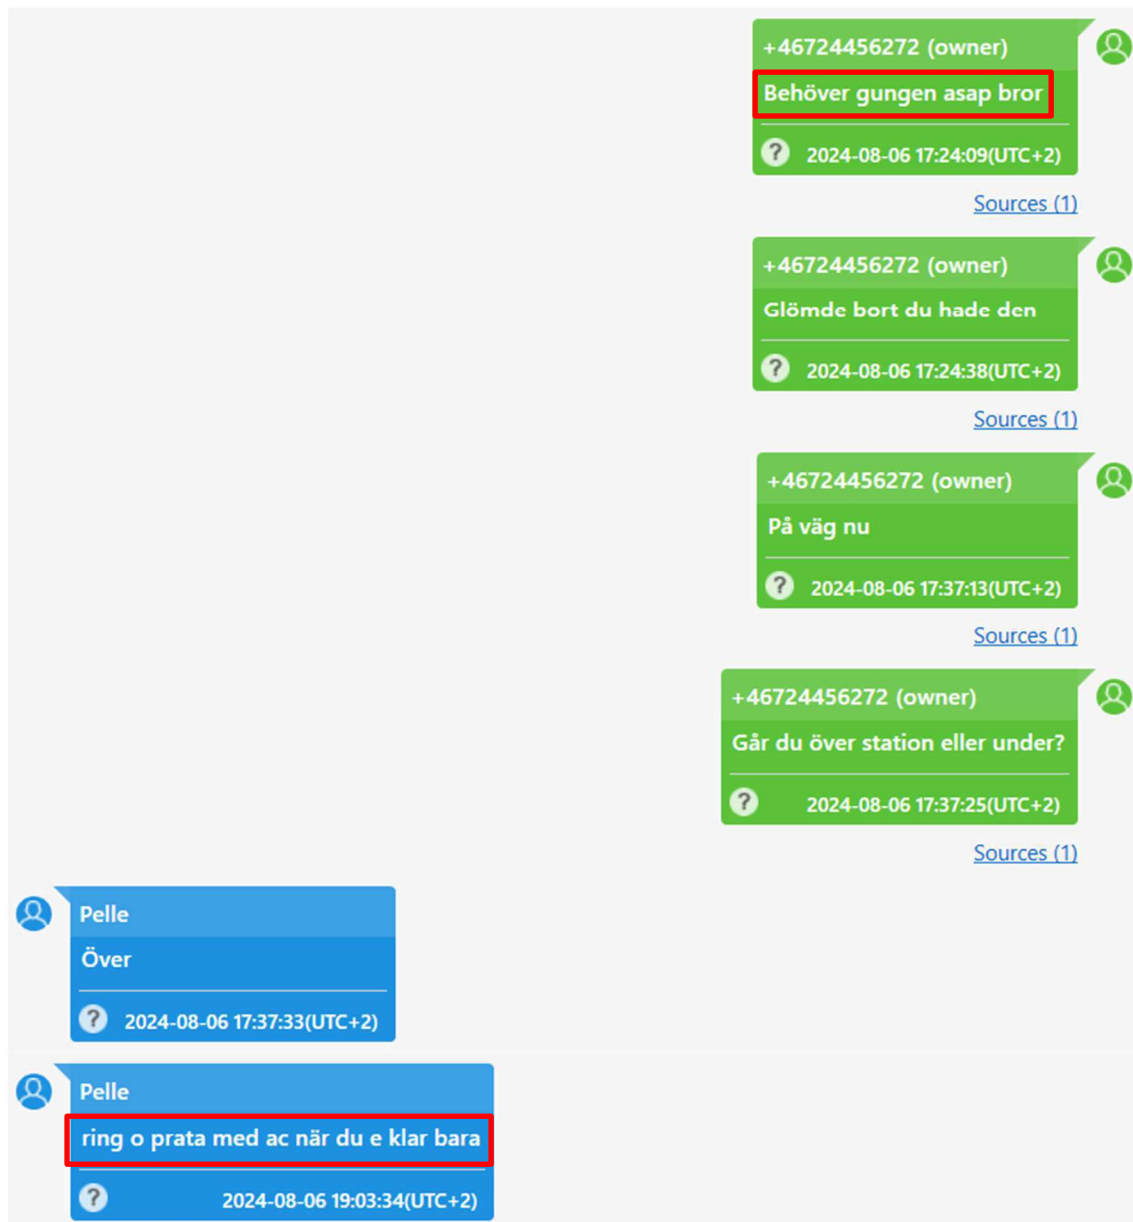 +46724456272 (owner)
Behöver gungen asap bror
? 2024-08-06 17:24:09(UTC+2)
Sources (1)
+46724456272 (owner)
Glömde bort du hade den
? 2024-08-06 17:24:38(UTC+2)
Sources (1)
+46724456272 (owner)
På väg nu
? 2024-08-06 17:37:13(UTC+2)
Sources (1)
+46724456272 (owner)
Går du över station eller under?
? 2024-08-06 17:37:25(UTC+2)
Sources (1)
Pelle
Över
? 2024-08-06 17:37:33(UTC+2)
Pelle
ring o prata med ac när du e klar bara
? 2024-08-06 19:03:34(UTC+2)